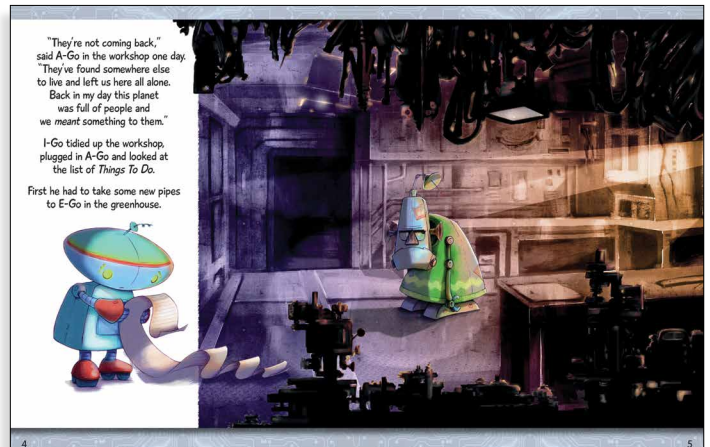 "They're not coming back,"
said A-Go in the workshop one day.
"They've found somewhere else
to live and left us here all alone.
Back in my day this planet
was full of people and
we meant something to them."
I-Go tidied up the workshop,
plugged in A-Go and looked at
the list of Things To Do.
First he had to take some new pipes
to E-Go in the greenhouse.
4
5